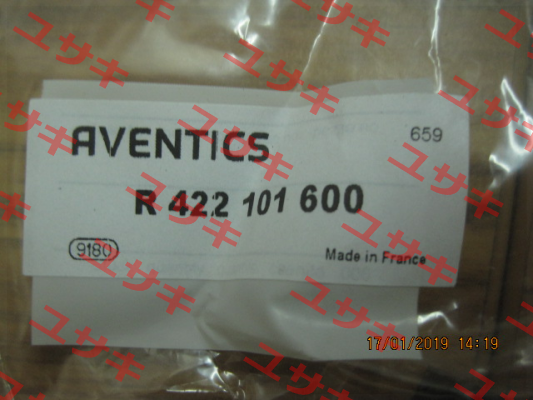 AVENTICS
659
R 422 101 600
9180
Made in France
17/01/2019 14:19
ユサキ